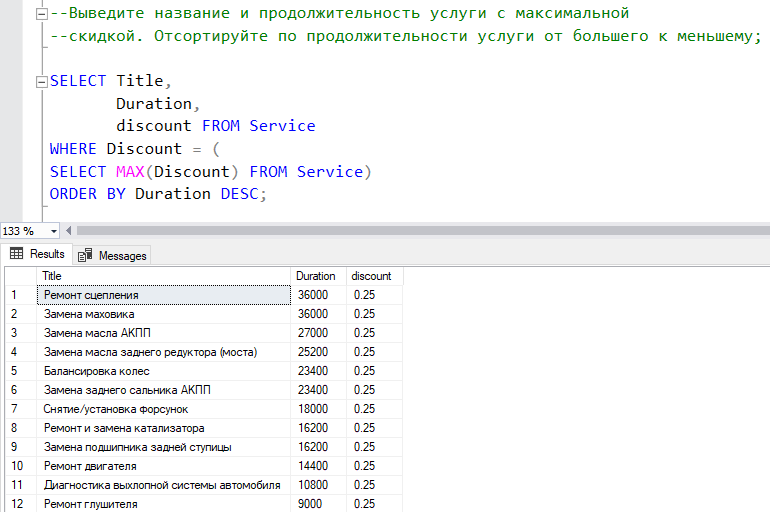 --Выведите название и продолжительность услуги с максимальной
--скидкой. Отсортируйте по продолжительности услуги от большего к меньшему;
SELECT Title,
Duration,
discount FROM Service
WHERE Discount = (
SELECT MAX(Discount) FROM Service)
ORDER BY Duration DESC;
133 %
Results Messages
Title Duration discount
1 Ремонт сцепления 36000 0.25
2 Замена маховика 36000 0.25
3 Замена масла АКПП 27000 0.25
4 Замена масла заднего редуктора (моста) 25200 0.25
5 Балансировка колес 23400 0.25
6 Замена заднего сальника АКПП 23400 0.25
7 Снятие/установка форсунок 18000 0.25
8 Ремонт и замена катализатора 16200 0.25
9 Замена подшипника задней ступицы 16200 0.25
10 Ремонт двигателя 14400 0.25
11 Диагностика выхлопной системы автомобиля 10800 0.25
12 Ремонт глушителя 9000 0.25